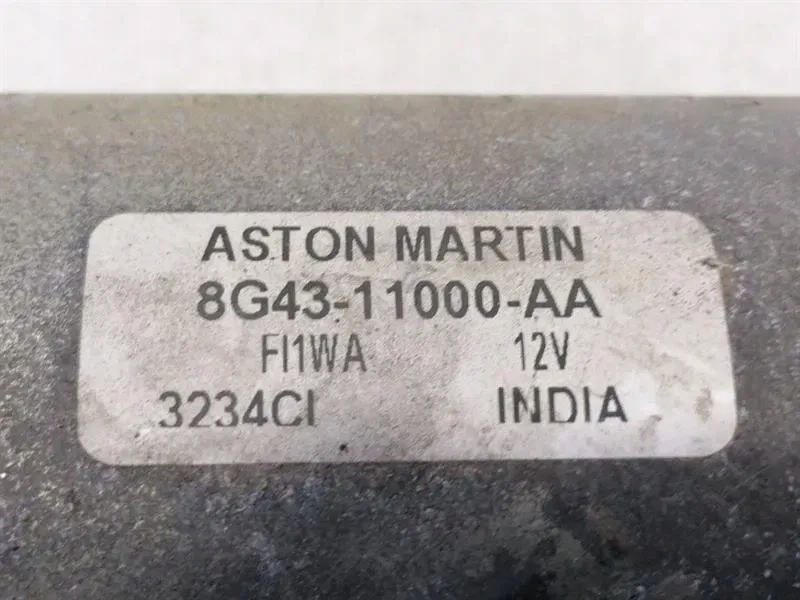 ASTON MARTIN
8G43-11000-AA
FI1WA 12V
3234CI INDIA